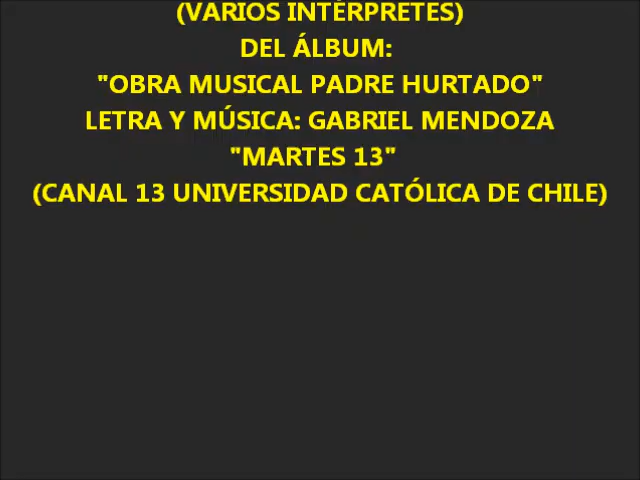 (VARIOS INTÉRPRETES)
DEL ÁLBUM:
"OBRA MUSICAL PADRE HURTADO"
LETRA Y MÚSICA: GABRIEL MENDOZA
"MARTES 13"
(CANAL 13 UNIVERSIDAD CATÓLICA DE CHILE)